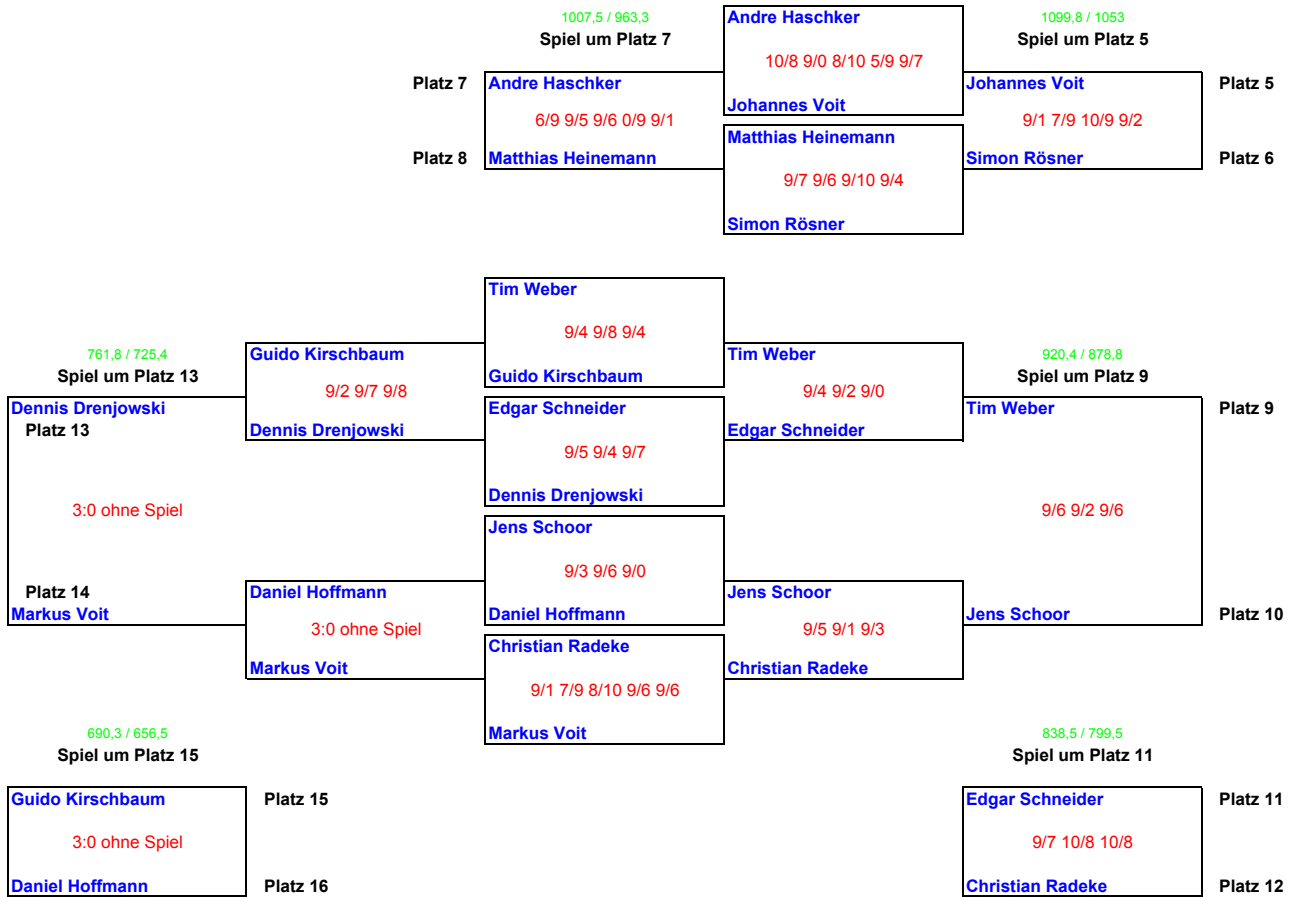 1007,5 / 963,3
Andre Haschker
1099,8 / 1053
Spiel um Platz 7
Spiel um Platz 5
10/8 9/0 8/10 5/9 9/7
Platz 7
Andre Haschker
Johannes Voit
Platz 5
Johannes Voit
6/9 9/5 9/6 0/9 9/1
9/1 7/9 10/9 9/2
Matthias Heinemann
Platz 8
Matthias Heinemann
Simon Rösner
Platz 6
9/7 9/6 9/10 9/4
Simon Rösner
Tim Weber
9/4 9/8 9/4
761,8 / 725,4
Guido Kirschbaum
Tim Weber
920,4 / 878,8
Spiel um Platz 13
Guido Kirschbaum
Spiel um Platz 9
9/2 9/7 9/8
9/4 9/2 9/0
Dennis Drenjowski
Edgar Schneider
Tim Weber
Platz 9
Platz 13
Dennis Drenjowski
Edgar Schneider
9/5 9/4 9/7
Dennis Drenjowski
3:0 ohne Spiel
9/6 9/2 9/6
Jens Schoor
9/3 9/6 9/0
Platz 14
Daniel Hoffmann
Jens Schoor
Markus Voit
Daniel Hoffmann
Jens Schoor
Platz 10
3:0 ohne Spiel
9/5 9/1 9/3
Christian Radeke
Markus Voit
Christian Radeke
9/1 7/9 8/10 9/6 9/6
690,3 / 656,5
Markus Voit
838,5 / 799,5
Spiel um Platz 15
Spiel um Platz 11
Guido Kirschbaum
Platz 15
Edgar Schneider
Platz 11
3:0 ohne Spiel
9/7 10/8 10/8
Daniel Hoffmann
Platz 16
Christian Radeke
Platz 12